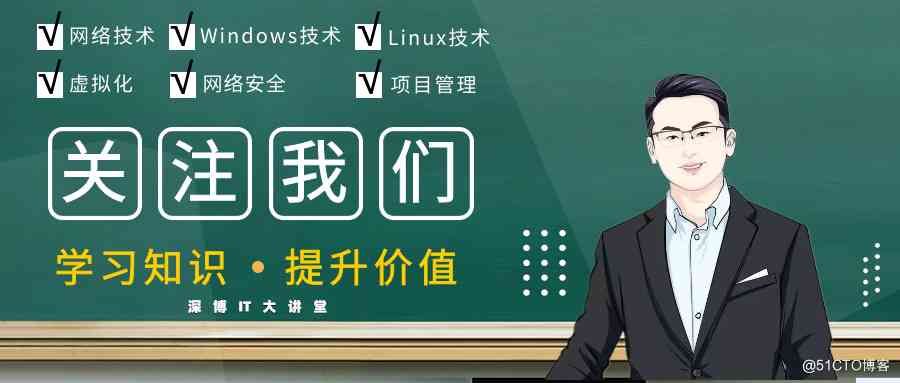 √ 网络技术 √ Windows技术 √ Linux技术
√ 虚拟化 √ 网络安全 √ 项目管理
关注我们
学习知识 • 提升价值
深博IT大讲堂
@51CTO博客